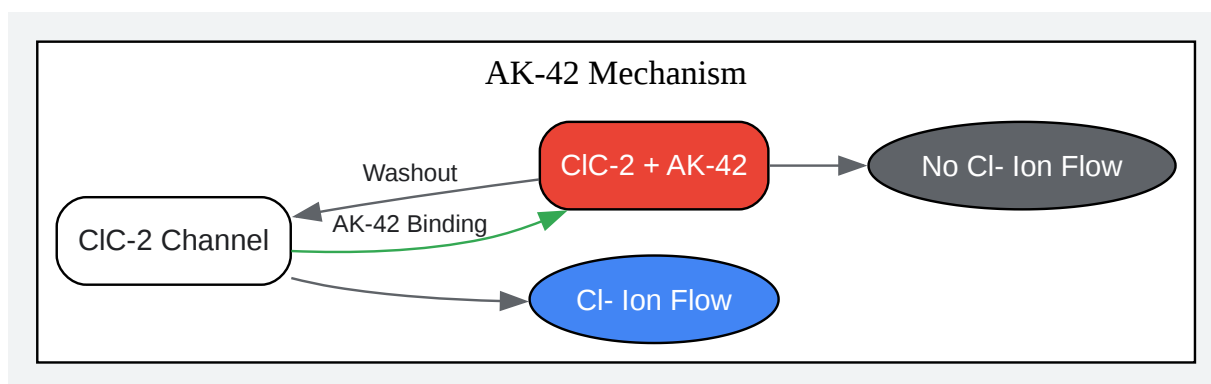 AK-42 Mechanism
ClC-2 + AK-42
No Cl- Ion Flow
Washout
AK-42 Binding
ClC-2 Channel
Cl- Ion Flow